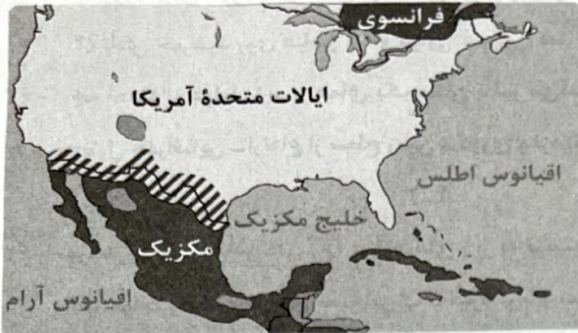 فرانسوی
ایالات متحدهٔ آمریکا
اقیانوس اطلس
خلیج مکزیک
مکزیک
اقیانوس آرام